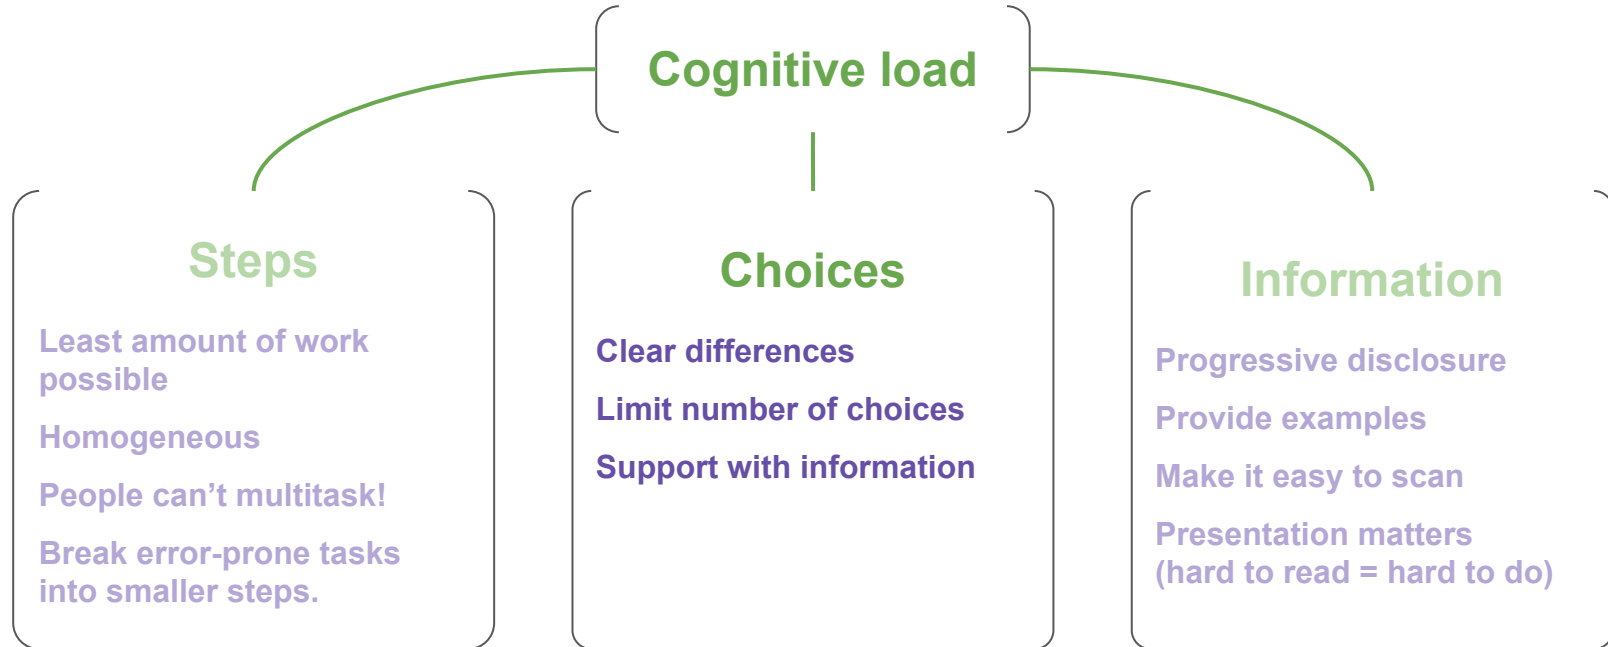 Cognitive load
Steps
Least amount of work
possible
Homogeneous
People can’t multitask!
Break error-prone tasks
into smaller steps.
Choices
Clear differences
Limit number of choices
Support with information
Information
Progressive disclosure
Provide examples
Make it easy to scan
Presentation matters
(hard to read = hard to do)